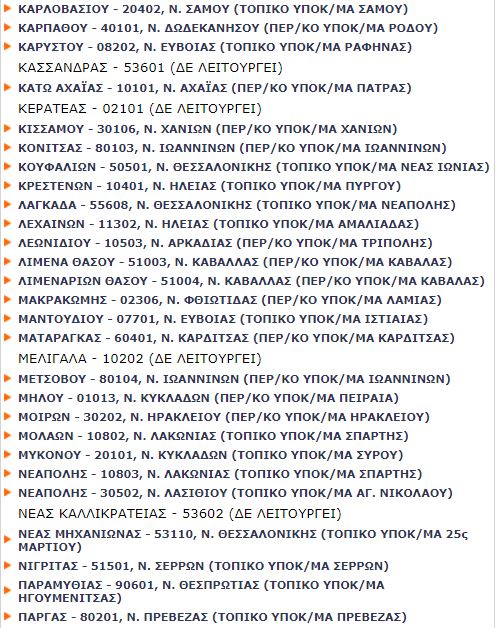 ΚΑΡΛΟΒΑΣΙΟΥ - 20402, Ν. ΣΑΜΟΥ (ΤΟΠΙΚΟ ΥΠΟΚ/ΜΑ ΣΑΜΟΥ)
ΚΑΡΠΑΘΟΥ - 40101, Ν. ΔΩΔΕΚΑΝΗΣΟΥ (ΠΕΡ/ΚΟ ΥΠΟΚ/ΜΑ ΡΟΔΟΥ)
ΚΑΡΥΣΤΟΥ - 08202, Ν. ΕΥΒΟΙΑΣ (ΤΟΠΙΚΟ ΥΠΟΚ/ΜΑ ΡΑΦΗΝΑΣ)
ΚΑΣΣΑΝΔΡΑΣ - 53601 (ΔΕ ΛΕΙΤΟΥΡΓΕΙ)
ΚΑΤΩ ΑΧΑΪΑΣ - 10101, Ν. ΑΧΑΪΑΣ (ΠΕΡ/ΚΟ ΥΠΟΚ/ΜΑ ΠΑΤΡΑΣ)
ΚΕΡΑΤΕΑΣ - 02101 (ΔΕ ΛΕΙΤΟΥΡΓΕΙ)
ΚΙΣΣΑΜΟΥ - 30106, Ν. ΧΑΝΙΩΝ (ΠΕΡ/ΚΟ ΥΠΟΚ/ΜΑ ΧΑΝΙΩΝ)
ΚΟΝΙΤΣΑΣ - 80103, Ν. ΙΩΑΝΝΙΝΩΝ (ΠΕΡ/ΚΟ ΥΠΟΚ/ΜΑ ΙΩΑΝΝΙΝΩΝ)
ΚΟΥΦΑΛΙΩΝ - 50501, Ν. ΘΕΣΣΑΛΟΝΙΚΗΣ (ΤΟΠΙΚΟ ΥΠΟΚ/ΜΑ ΝΕΑΣ ΙΩΝΙΑΣ)
ΚΡΕΣΤΕΝΩΝ - 10401, Ν. ΗΛΕΙΑΣ (ΤΟΠΙΚΟ ΥΠΟΚ/ΜΑ ΠΥΡΓΟΥ)
ΛΑΓΚΑΔΑ - 55608, Ν. ΘΕΣΣΑΛΟΝΙΚΗΣ (ΤΟΠΙΚΟ ΥΠΟΚ/ΜΑ ΝΕΑΠΟΛΗΣ)
ΛΕΧΑΙΝΩΝ - 11302, Ν. ΗΛΕΙΑΣ (ΤΟΠΙΚΟ ΥΠΟΚ/ΜΑ ΑΜΑΛΙΑΔΑΣ)
ΛΕΩΝΙΔΙΟΥ - 10503, Ν. ΑΡΚΑΔΙΑΣ (ΠΕΡ/ΚΟ ΥΠΟΚ/ΜΑ ΤΡΙΠΟΛΗΣ)
ΛΙΜΕΝΑ ΘΑΣΟΥ - 51003, Ν. ΚΑΒΑΛΛΑΣ (ΠΕΡ/ΚΟ ΥΠΟΚ/ΜΑ ΚΑΒΑΛΑΣ)
ΛΙΜΕΝΑΡΙΩΝ ΘΑΣΟΥ - 51004, Ν. ΚΑΒΑΛΛΑΣ (ΠΕΡ/ΚΟ ΥΠΟΚ/ΜΑ ΚΑΒΑΛΑΣ)
ΜΑΚΡΑΚΩΜΗΣ - 02306, Ν. ΦΘΙΩΤΙΔΑΣ (ΠΕΡ/ΚΟ ΥΠΟΚ/ΜΑ ΛΑΜΙΑΣ)
ΜΑΝΤΟΥΔΙΟΥ - 07701, Ν. ΕΥΒΟΙΑΣ (ΤΟΠΙΚΟ ΥΠΟΚ/ΜΑ ΙΣΤΙΑΙΑΣ)
ΜΑΤΑΡΑΓΚΑΣ - 60401, Ν. ΚΑΡΔΙΤΣΑΣ (ΠΕΡ/ΚΟ ΥΠΟΚ/ΜΑ ΚΑΡΔΙΤΣΑΣ)
ΜΕΛΙΓΑΛΑ - 10202 (ΔΕ ΛΕΙΤΟΥΡΓΕΙ)
ΜΕΤΣΟΒΟΥ - 80104, Ν. ΙΩΑΝΝΙΝΩΝ (ΠΕΡ/ΚΟ ΥΠΟΚ/ΜΑ ΙΩΑΝΝΙΝΩΝ)
ΜΗΛΟΥ - 01013, Ν. ΚΥΚΛΑΔΩΝ (ΠΕΡ/ΚΟ ΥΠΟΚ/ΜΑ ΠΕΙΡΑΙΑ)
ΜΟΙΡΩΝ - 30202, Ν. ΗΡΑΚΛΕΙΟΥ (ΠΕΡ/ΚΟ ΥΠΟΚ/ΜΑ ΗΡΑΚΛΕΙΟΥ)
ΜΟΛΑΩΝ - 10802, Ν. ΛΑΚΩΝΙΑΣ (ΤΟΠΙΚΟ ΥΠΟΚ/ΜΑ ΣΠΑΡΤΗΣ)
ΜΥΚΟΝΟΥ - 20101, Ν. ΚΥΚΛΑΔΩΝ (ΤΟΠΙΚΟ ΥΠΟΚ/ΜΑ ΣΥΡΟΥ)
ΝΕΑΠΟΛΗΣ - 10803, Ν. ΛΑΚΩΝΙΑΣ (ΤΟΠΙΚΟ ΥΠΟΚ/ΜΑ ΣΠΑΡΤΗΣ)
ΝΕΑΠΟΛΗΣ - 30502, Ν. ΛΑΣΙΘΙΟΥ (ΤΟΠΙΚΟ ΥΠΟΚ/ΜΑ ΑΓ. ΝΙΚΟΛΑΟΥ)
ΝΕΑΣ ΚΑΛΛΙΚΡΑΤΕΙΑΣ - 53602 (ΔΕ ΛΕΙΤΟΥΡΓΕΙ)
ΝΕΑΣ ΜΗΧΑΝΙΩΝΑΣ - 53110, Ν. ΘΕΣΣΑΛΟΝΙΚΗΣ (ΤΟΠΙΚΟ ΥΠΟΚ/ΜΑ 25ς
ΜΑΡΤΙΟΥ)
ΝΙΓΡΙΤΑΣ - 51501, Ν. ΣΕΡΡΩΝ (ΤΟΠΙΚΟ ΥΠΟΚ/ΜΑ ΣΕΡΡΩΝ)
ΠΑΡΑΜΥΘΙΑΣ - 90601, Ν. ΘΕΣΠΡΩΤΙΑΣ (ΤΟΠΙΚΟ ΥΠΟΚ/ΜΑ
ΗΓΟΥΜΕΝΙΤΣΑΣ)
ΠΑΡΓΑΣ - 80201, Ν. ΠΡΕΒΕΖΑΣ (ΤΟΠΙΚΟ ΥΠΟΚ/ΜΑ ΠΡΕΒΕΖΑΣ)